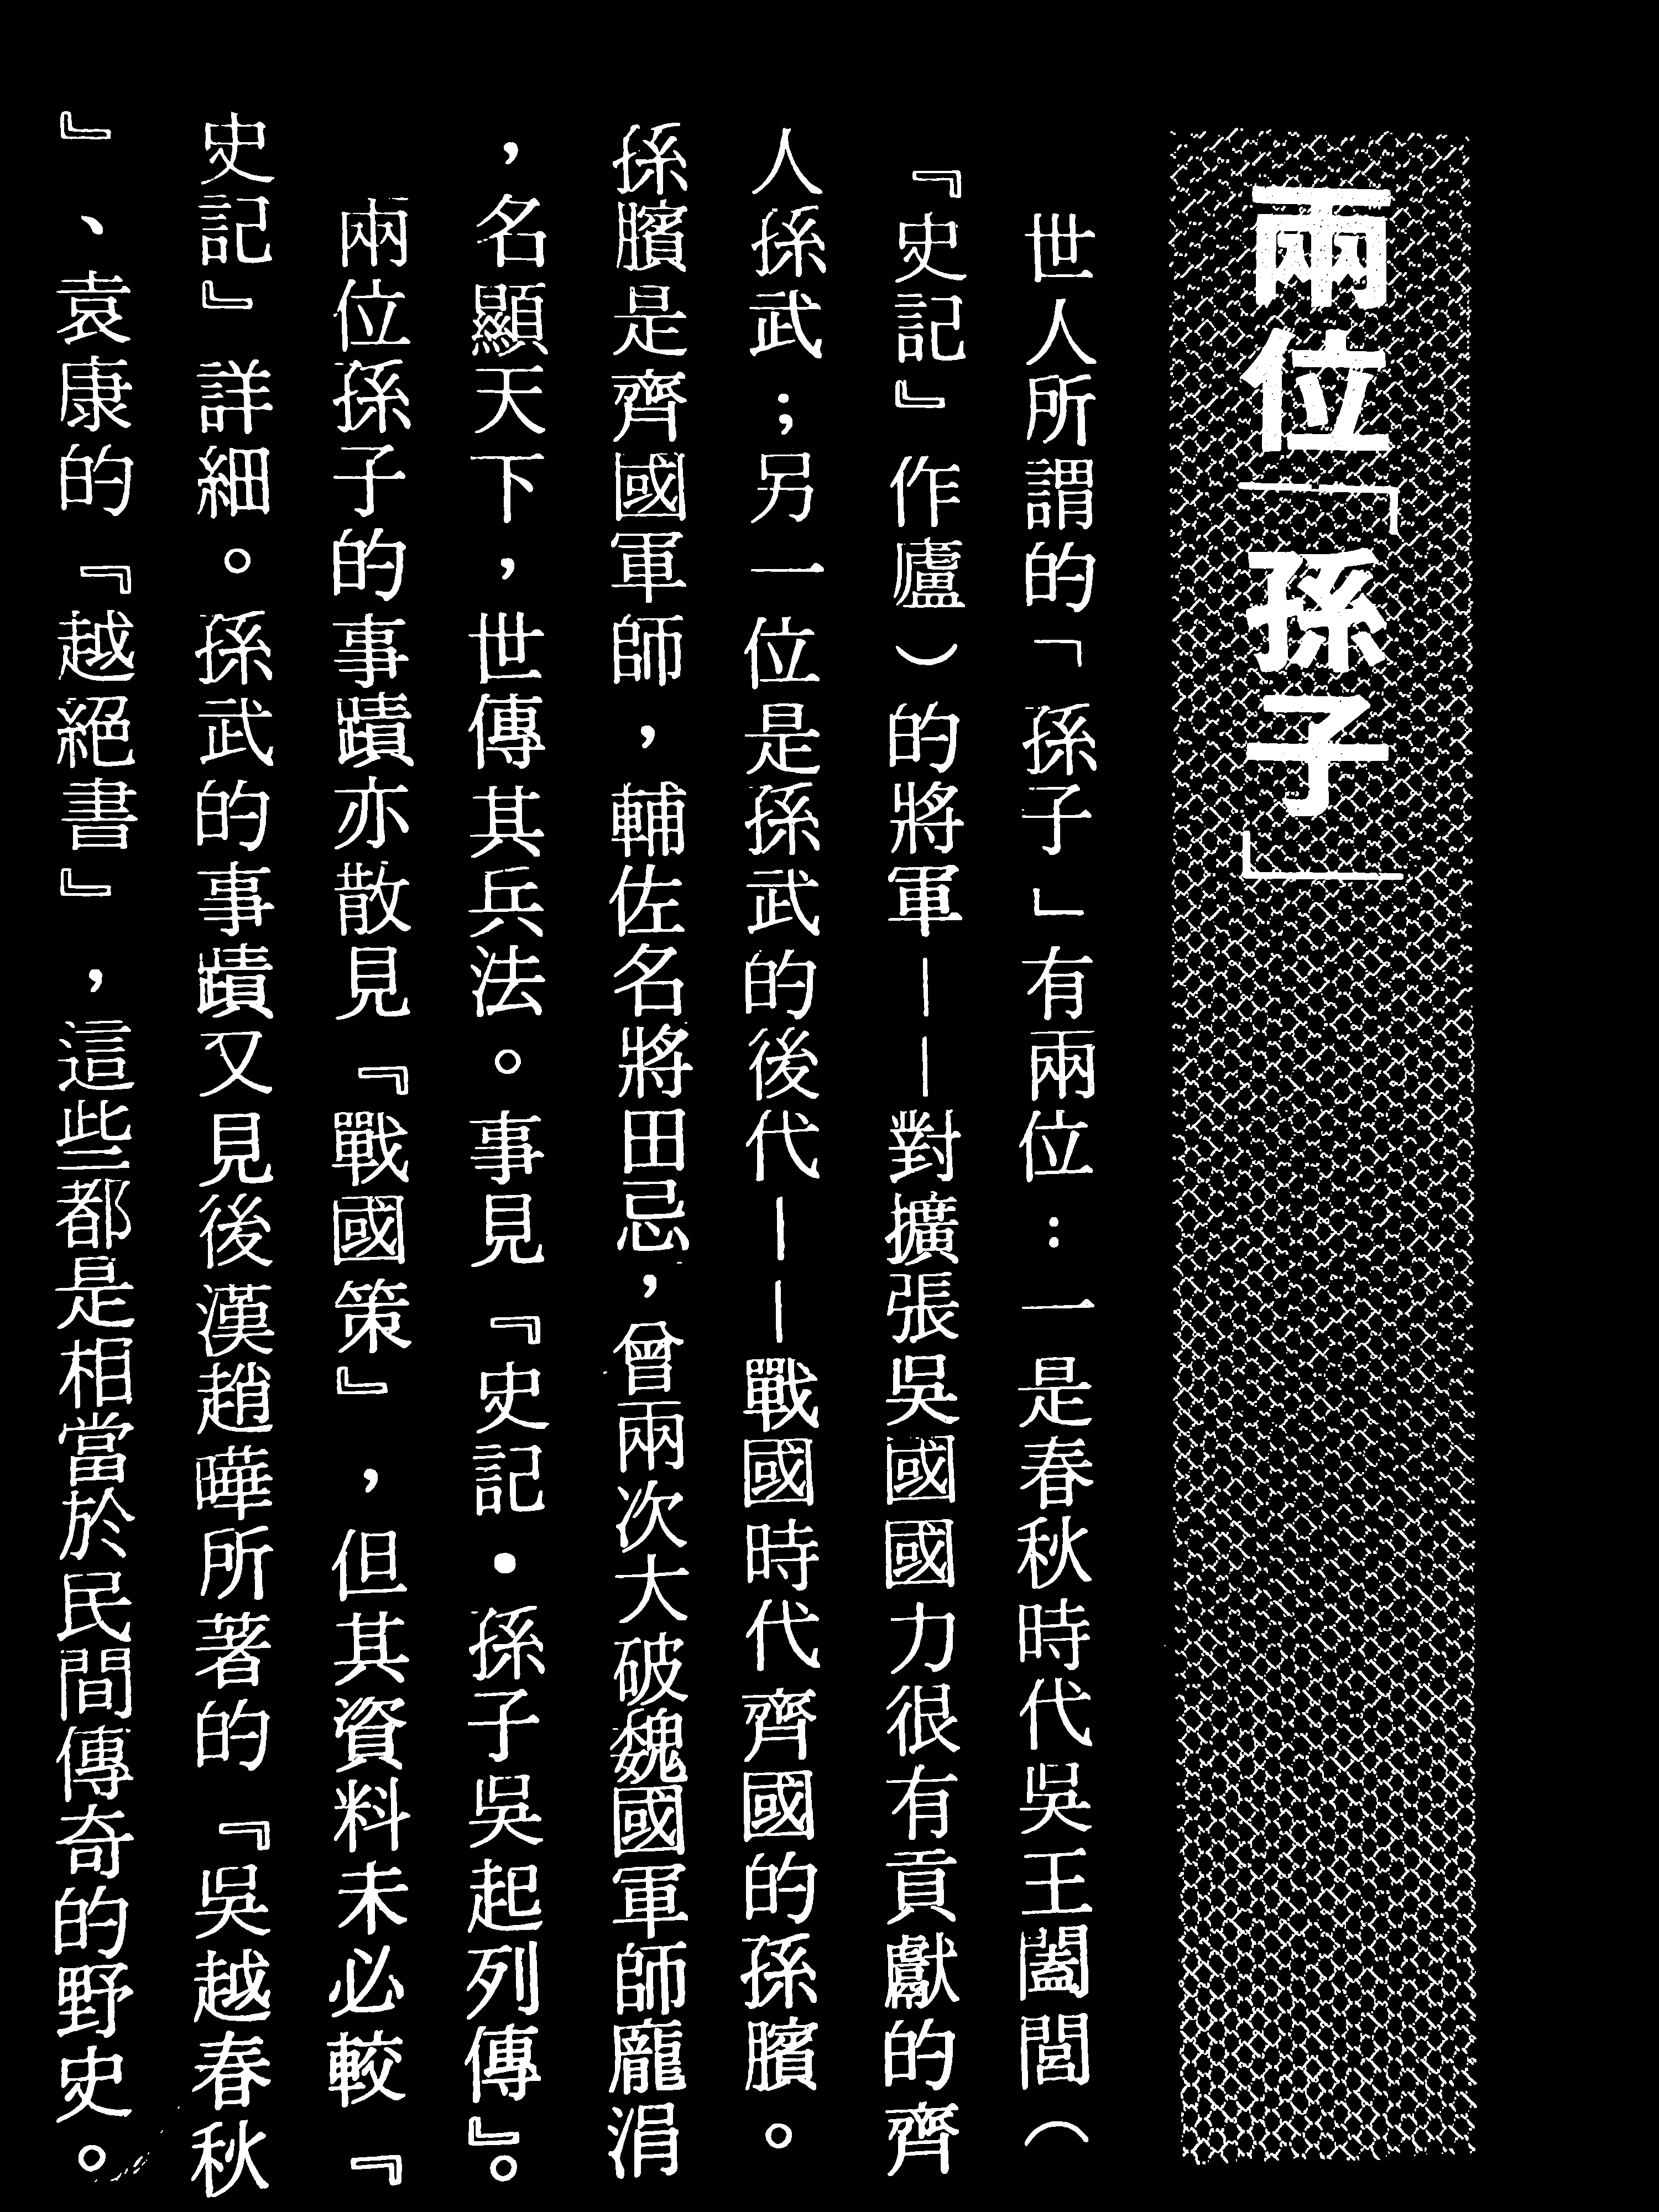 兩位「孫子」
世人所謂的「孫子」有兩位：一是春秋時代吳王闔閭（
『史記』作廬）的將軍——對擴張吳國國力很有貢獻的齊
人孫武；另一位是孫武的後代——戰國時代齊國的孫臏。
孫臏是齊國軍師，輔佐名將田忌，曾兩次大破魏國軍師龐涓
，名顯天下，世傳其兵法。事見『史記•孫子吳起列傳』。
兩位孫子的事蹟亦散見『戰國策』，但其資料未必較『
史記』詳細。孫武的事蹟又見後漢趙曄所著的『吳越春秋
』、袁康的『越絕書』，這些都是相當於民間傳奇的野史。